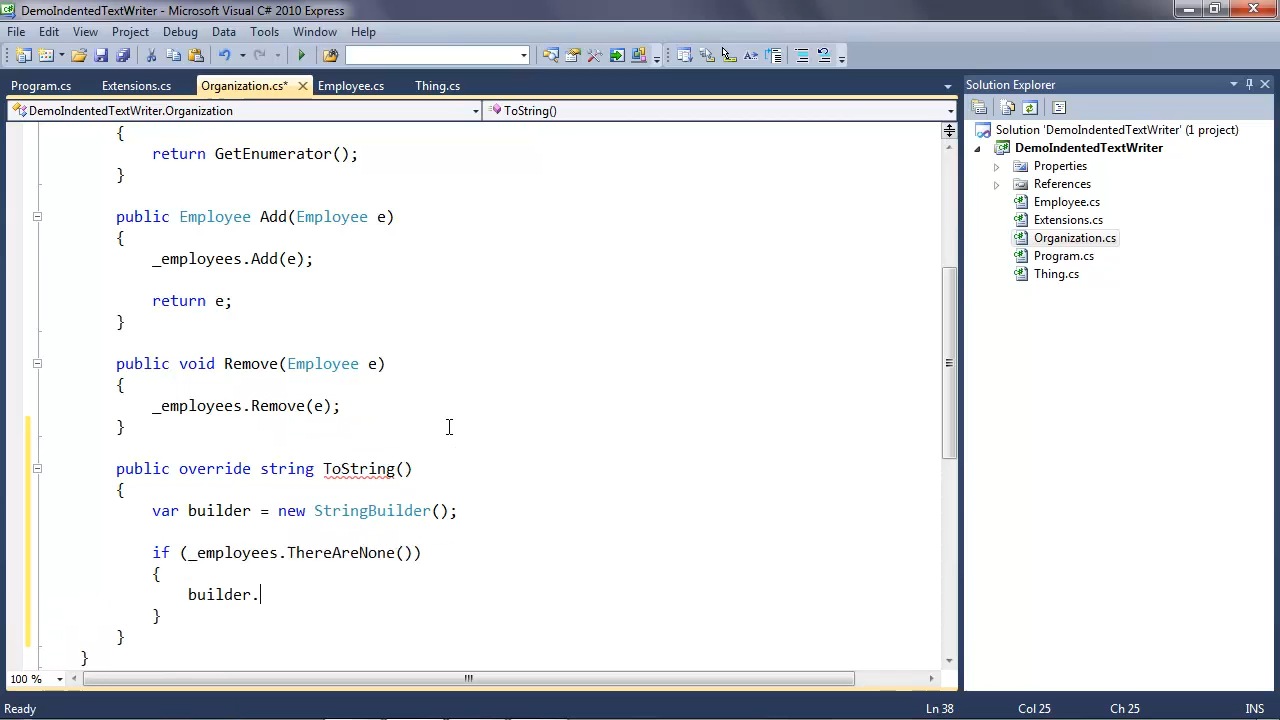 DemoIndentedTextWriter - Microsoft Visual C# 2010 Express
File Edit View Project Debug Data Tools Window Help
Program.cs Extensions.cs Organization.cs* Employee.cs Thing.cs
DemoIndentedTextWriter.Organization ToString()
{
return GetEnumerator();
}
public Employee Add(Employee e)
{
_employees.Add(e);
return e;
}
public void Remove(Employee e)
{
_employees.Remove(e);
}
public override string ToString()
{
var builder = new StringBuilder();
if (_employees.ThereAreNone())
{
builder.
}
}
}
100 %
Solution Explorer
Solution 'DemoIndentedTextWriter' (1 project)
DemoIndentedTextWriter
Properties
References
Employee.cs
Extensions.cs
Organization.cs
Program.cs
Thing.cs
Ready Ln 38 Col 25 Ch 25 INS